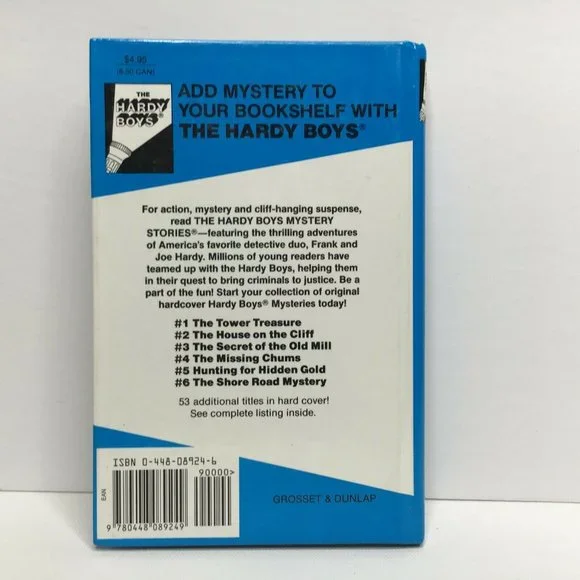 $4.95
(6.50 CAN)
THE
HARDY
BOYS®
ADD MYSTERY TO
YOUR BOOKSHELF WITH
THE HARDY BOYS®
For action, mystery and cliff-hanging suspense,
read THE HARDY BOYS MYSTERY
STORIES®—featuring the thrilling adventures
of America's favorite detective duo, Frank and
Joe Hardy. Millions of young readers have
teamed up with the Hardy Boys, helping them
in their quest to bring criminals to justice. Be a
part of the fun! Start your collection of original
hardcover Hardy Boys® Mysteries today!
#1 The Tower Treasure
#2 The House on the Cliff
#3 The Secret of the Old Mill
#4 The Missing Chums
#5 Hunting for Hidden Gold
#6 The Shore Road Mystery
53 additional titles in hard cover!
See complete listing inside.
ISBN 0-448-08924-6
90000>
EAN
9 780448 089249
GROSSET & DUNLAP